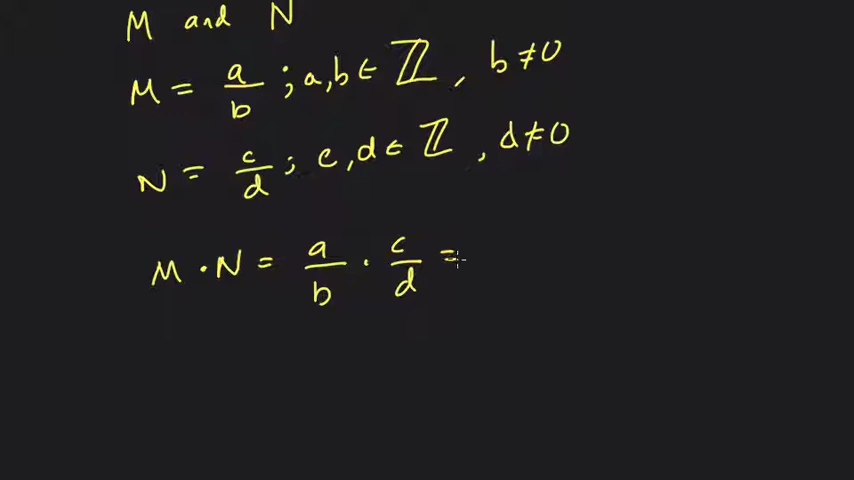 M and N
M = a/b ; a,b ∈ ℤ, b≠0
N = c/d ; c,d ∈ ℤ, d≠0
M · N = a/b · c/d =